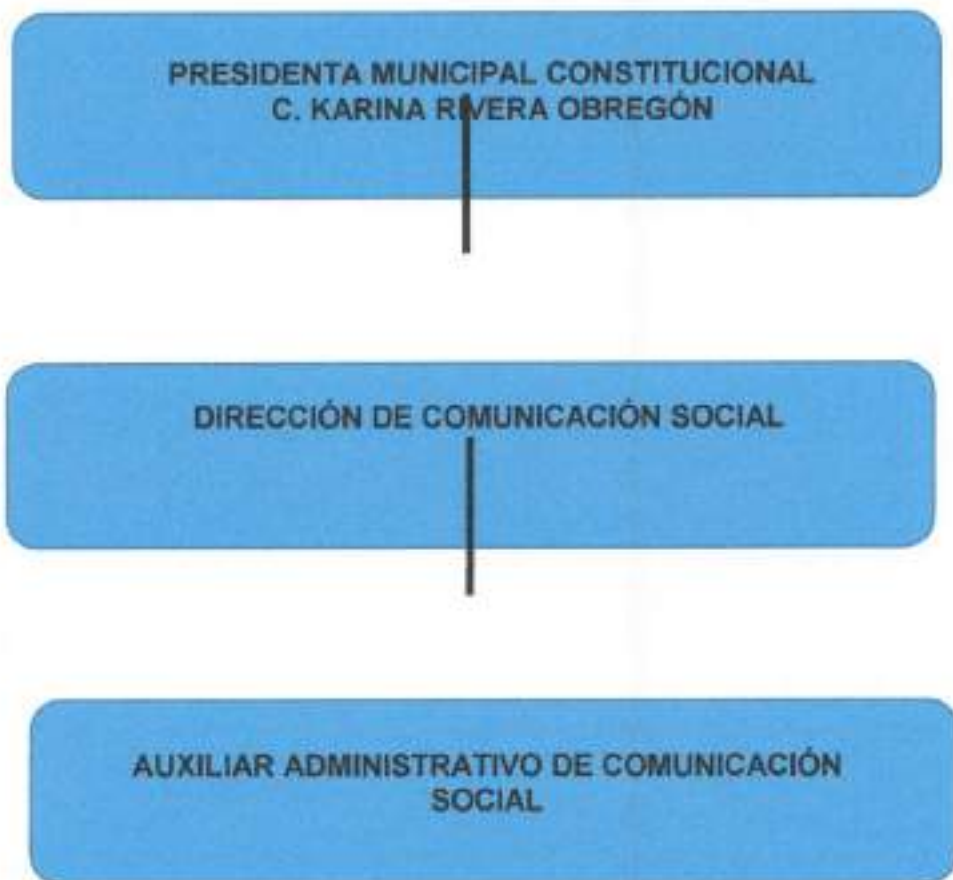 PRESIDENTA MUNICIPAL CONSTITUCIONAL
C. KARINA RIVERA OBREGÓN
DIRECCIÓN DE COMUNICACIÓN SOCIAL
AUXILIAR ADMINISTRATIVO DE COMUNICACIÓN
SOCIAL